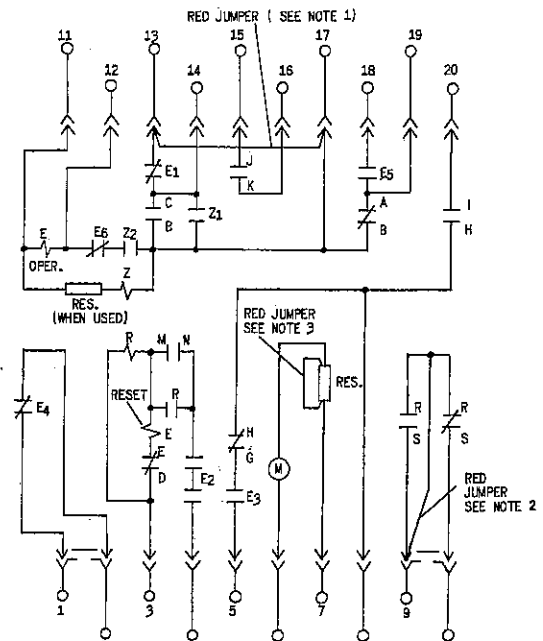 RED JUMPER ( SEE NOTE 1)
11
13
15
17
19
12
14
16
18
20
E1
J
K
E5
C
B
Z1
A
B
I
H
E
OPER.
E6
Z2
RES.
(WHEN USED)
Z
RED JUMPER
SEE NOTE 3
RES.
R
M
N
E4
RESET
R
E
E
D
E2
H
G
E3
M
R
S
R
S
RED
JUMPER
SEE NOTE 2
1
3
5
7
9